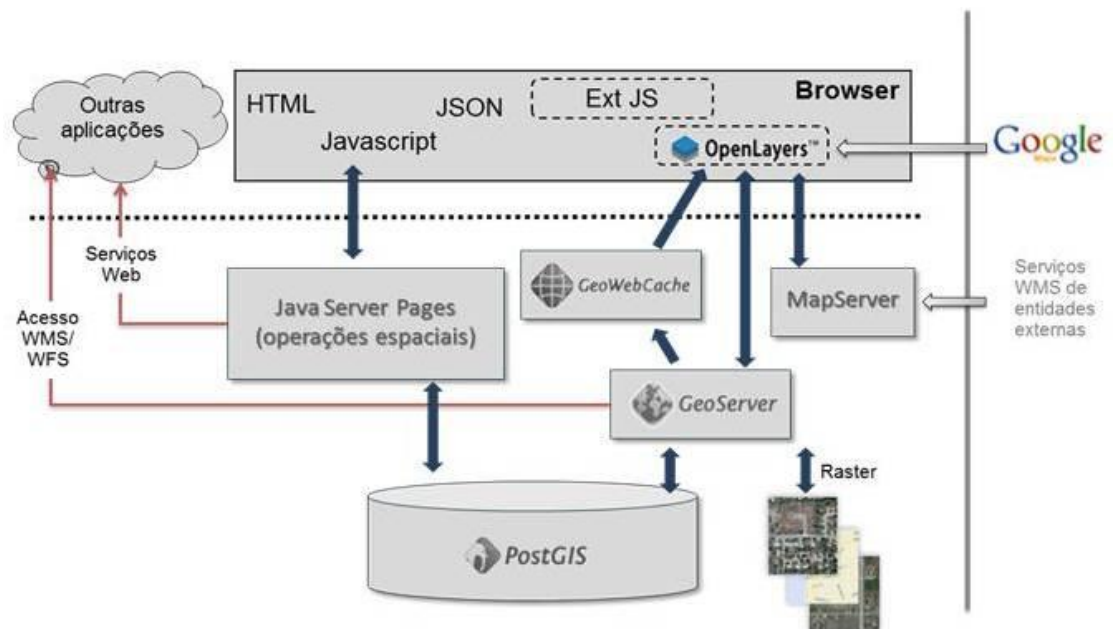 Outras
aplicações
HTML
Javascript
JSON
Ext JS
Browser
OpenLayers™
Google
Serviços
Web
Acesso
WMS/
WFS
Java Server Pages
(operações espaciais)
GeoWebCache
MapServer
Serviços
WMS de
entidades
externas
GeoServer
Raster
PostGIS